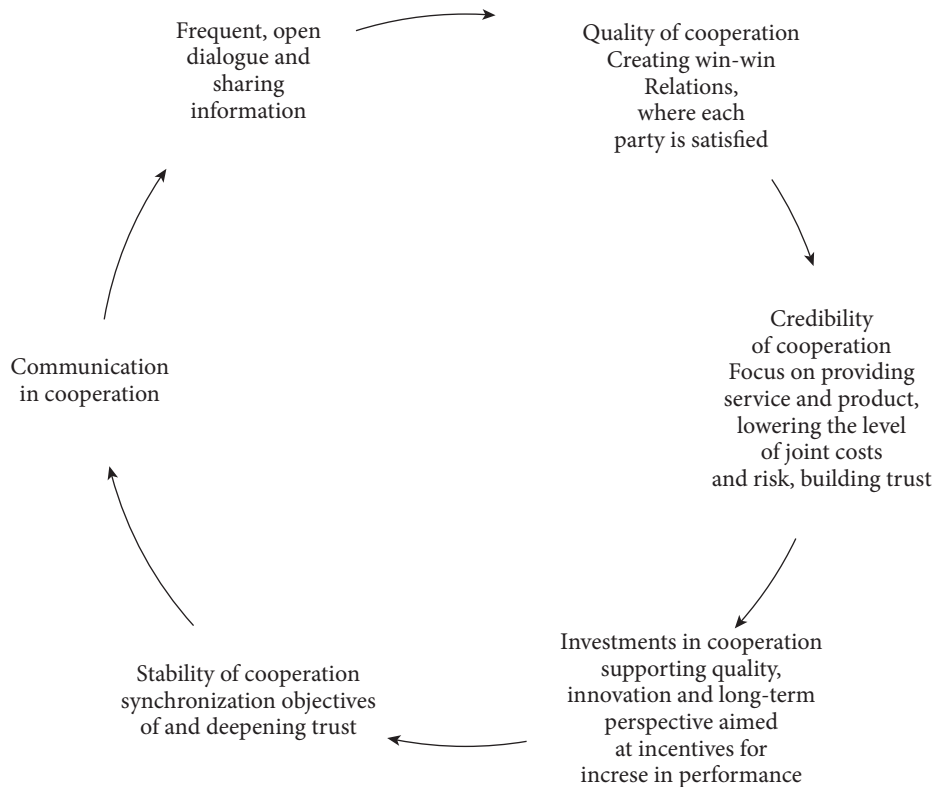 Frequent, open
dialogue and
sharing
information
Quality of cooperation
Creating win-win
Relations,
where each
party is satisfied
Credibility
of cooperation
Focus on providing
service and product,
lowering the level
of joint costs
and risk, building trust
Investments in cooperation
supporting quality,
innovation and long-term
perspective aimed
at incentives for
increse in performance
Stability of cooperation
synchronization objectives
of and deepening trust
Communication
in cooperation